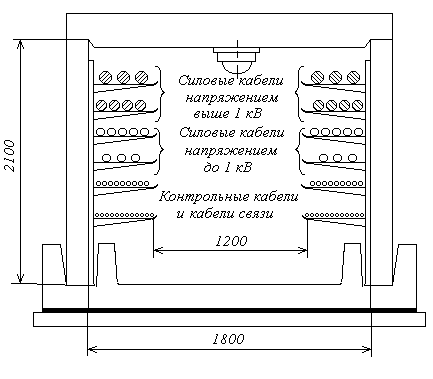 Силовые кабели
напряжением
выше 1 кВ
Силовые кабели
напряжением
до 1 кВ
Контрольные кабели
и кабели связи
2100
1200
1800